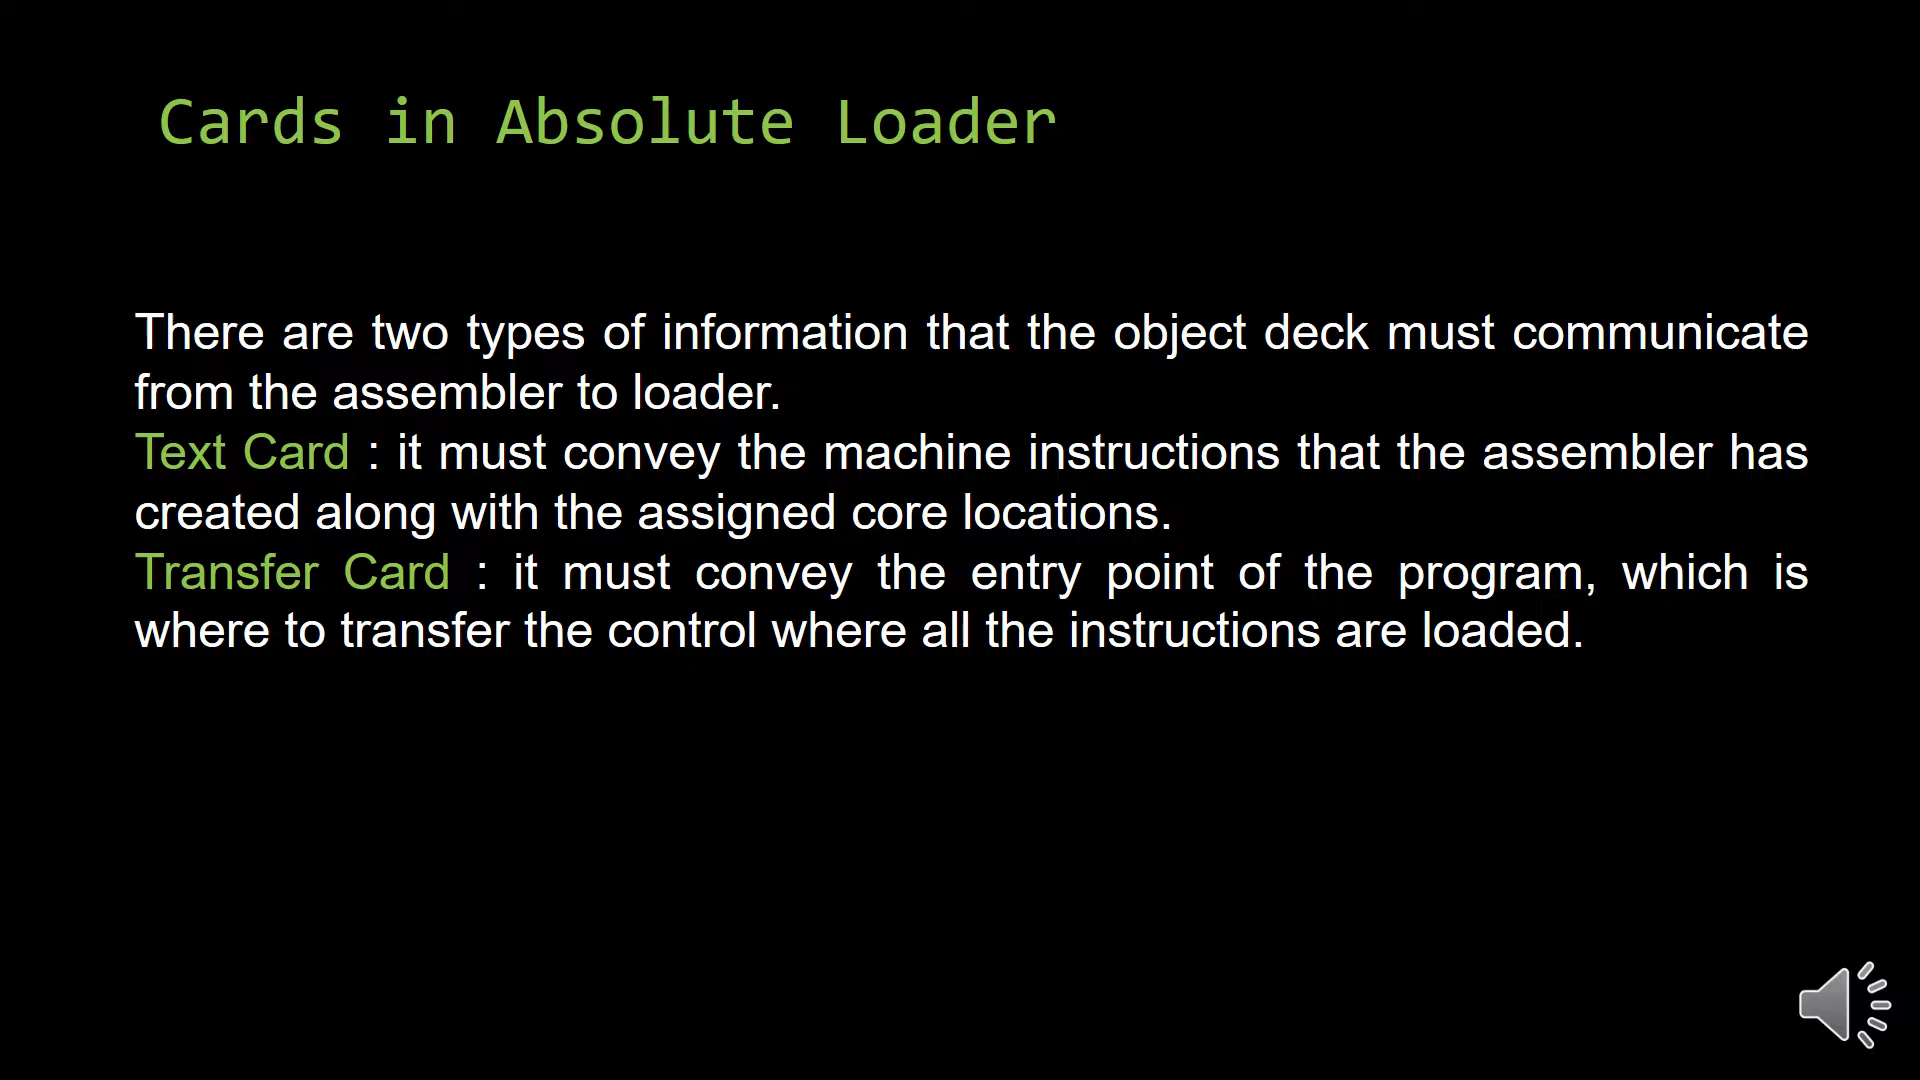 Cards in Absolute Loader
There are two types of information that the object deck must communicate
from the assembler to loader.
Text Card : it must convey the machine instructions that the assembler has
created along with the assigned core locations.
Transfer Card : it must convey the entry point of the program, which is
where to transfer the control where all the instructions are loaded.